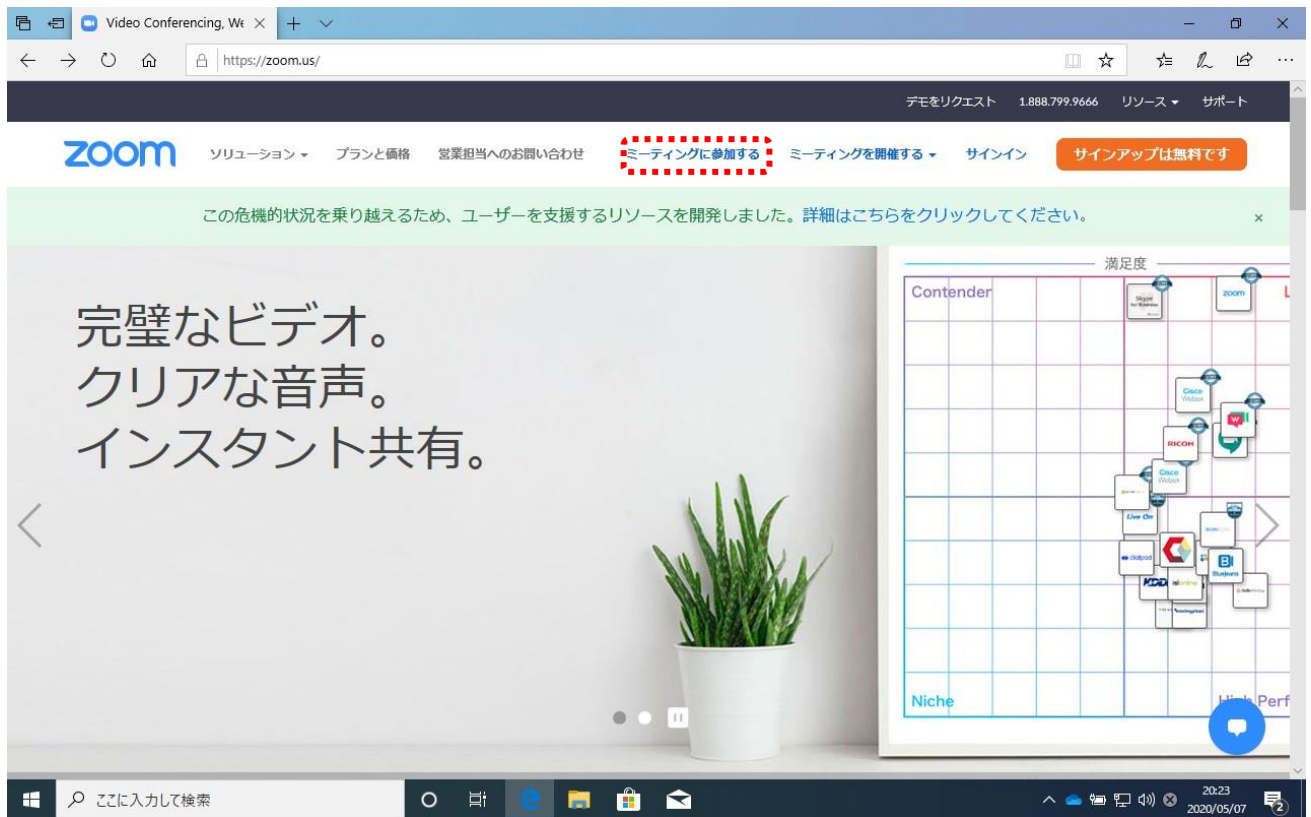 Video Conferencing, We
https://zoom.us/
デモをリクエスト 1.888.799.9666 リソース サポート
zoom ソリューション プランと価格 営業担当へのお問い合わせ ミーティングに参加する ミーティングを開催する サインイン サインアップは無料です
この危機的状況を乗り越えるため、ユーザーを支援するリソースを開発しました。詳細はこちらをクリックしてください。
満足度
Contender
L
Skype for Business
zoom
完璧なビデオ。
クリアな音声。
インスタント共有。
Cisco Webex
RICOH
Cisco Webex
Live On
dialpad
BlueJeans
KDDI
Niche
High Perf
ここに入力して検索
20:23
2020/05/07
2